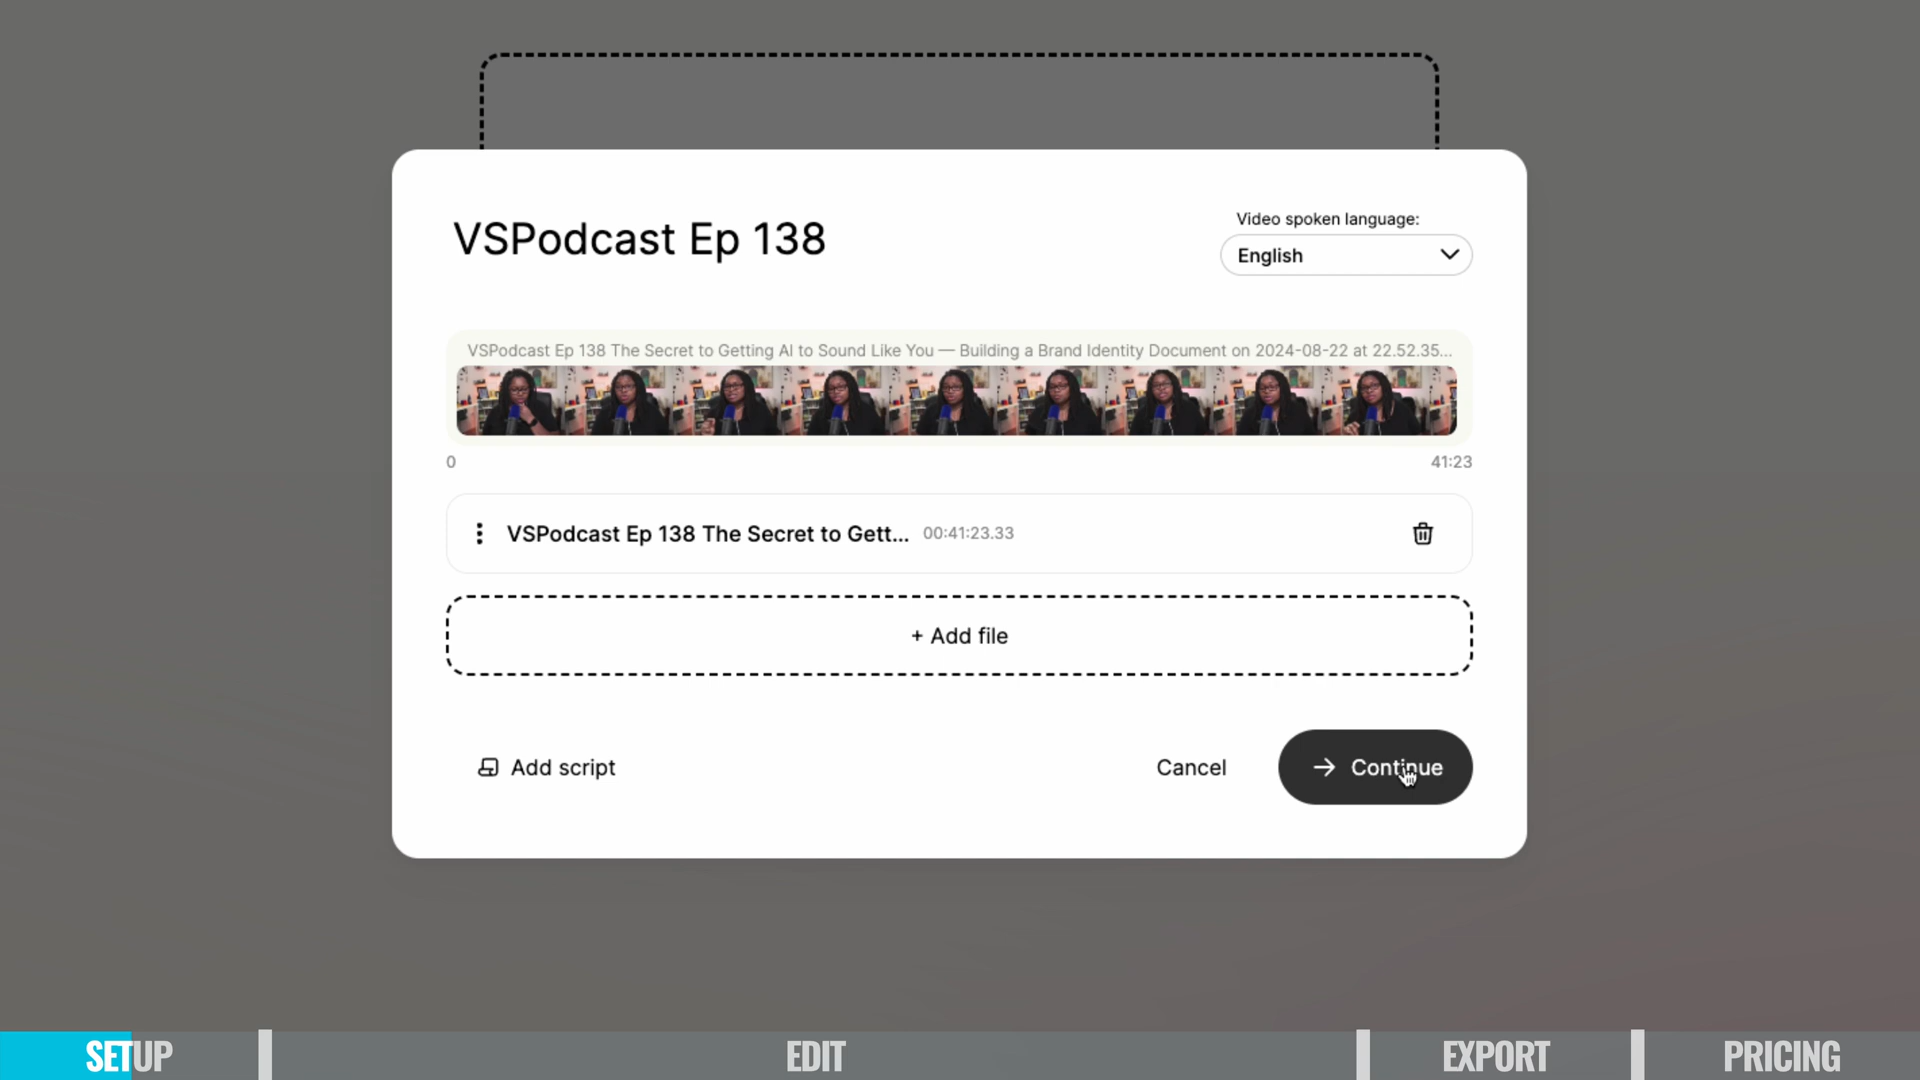 VSPodcast Ep 138
Video spoken language:
English
VSPodcast Ep 138 The Secret to Getting AI to Sound Like You — Building a Brand Identity Document on 2024-08-22 at 22.52.35...
0
41:23
VSPodcast Ep 138 The Secret to Gett...
00:41:23.33
+ Add file
Add script
Cancel
Continue
SETUP
EDIT
EXPORT
PRICING